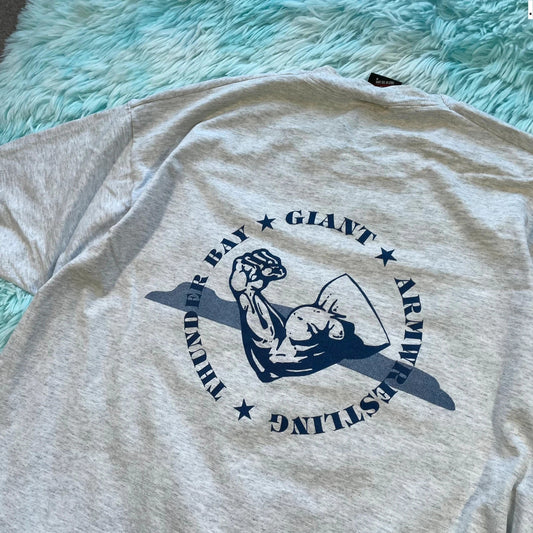 THUNDER BAY ★ GIANT ★ ARMWRESTLING ★